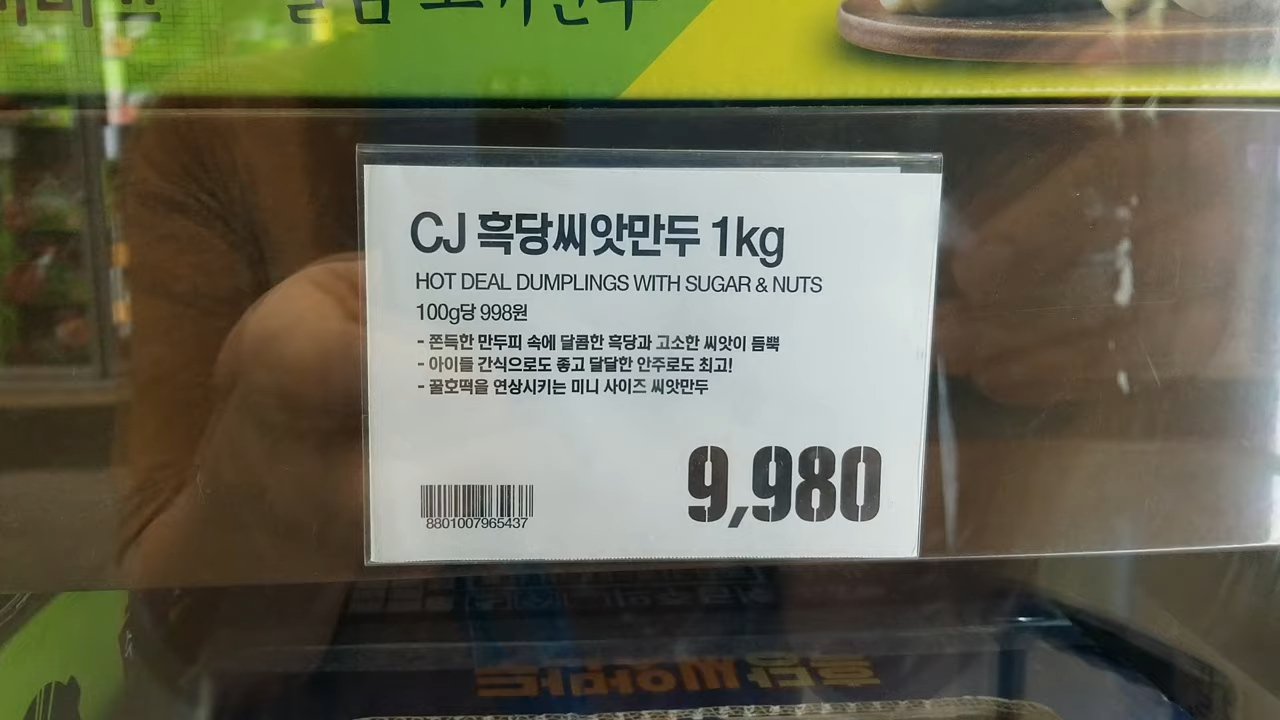 CJ 흑당씨앗만두 1kg
HOT DEAL DUMPLINGS WITH SUGAR & NUTS
100g당 998원
- 쫀득한 만두피 속에 달콤한 흑당과 고소한 씨앗이 듬뿍
- 아이들 간식으로도 좋고 달달한 안주로도 최고!
- 꿀호떡을 연상시키는 미니 사이즈 씨앗만두
9,980
8801007965437